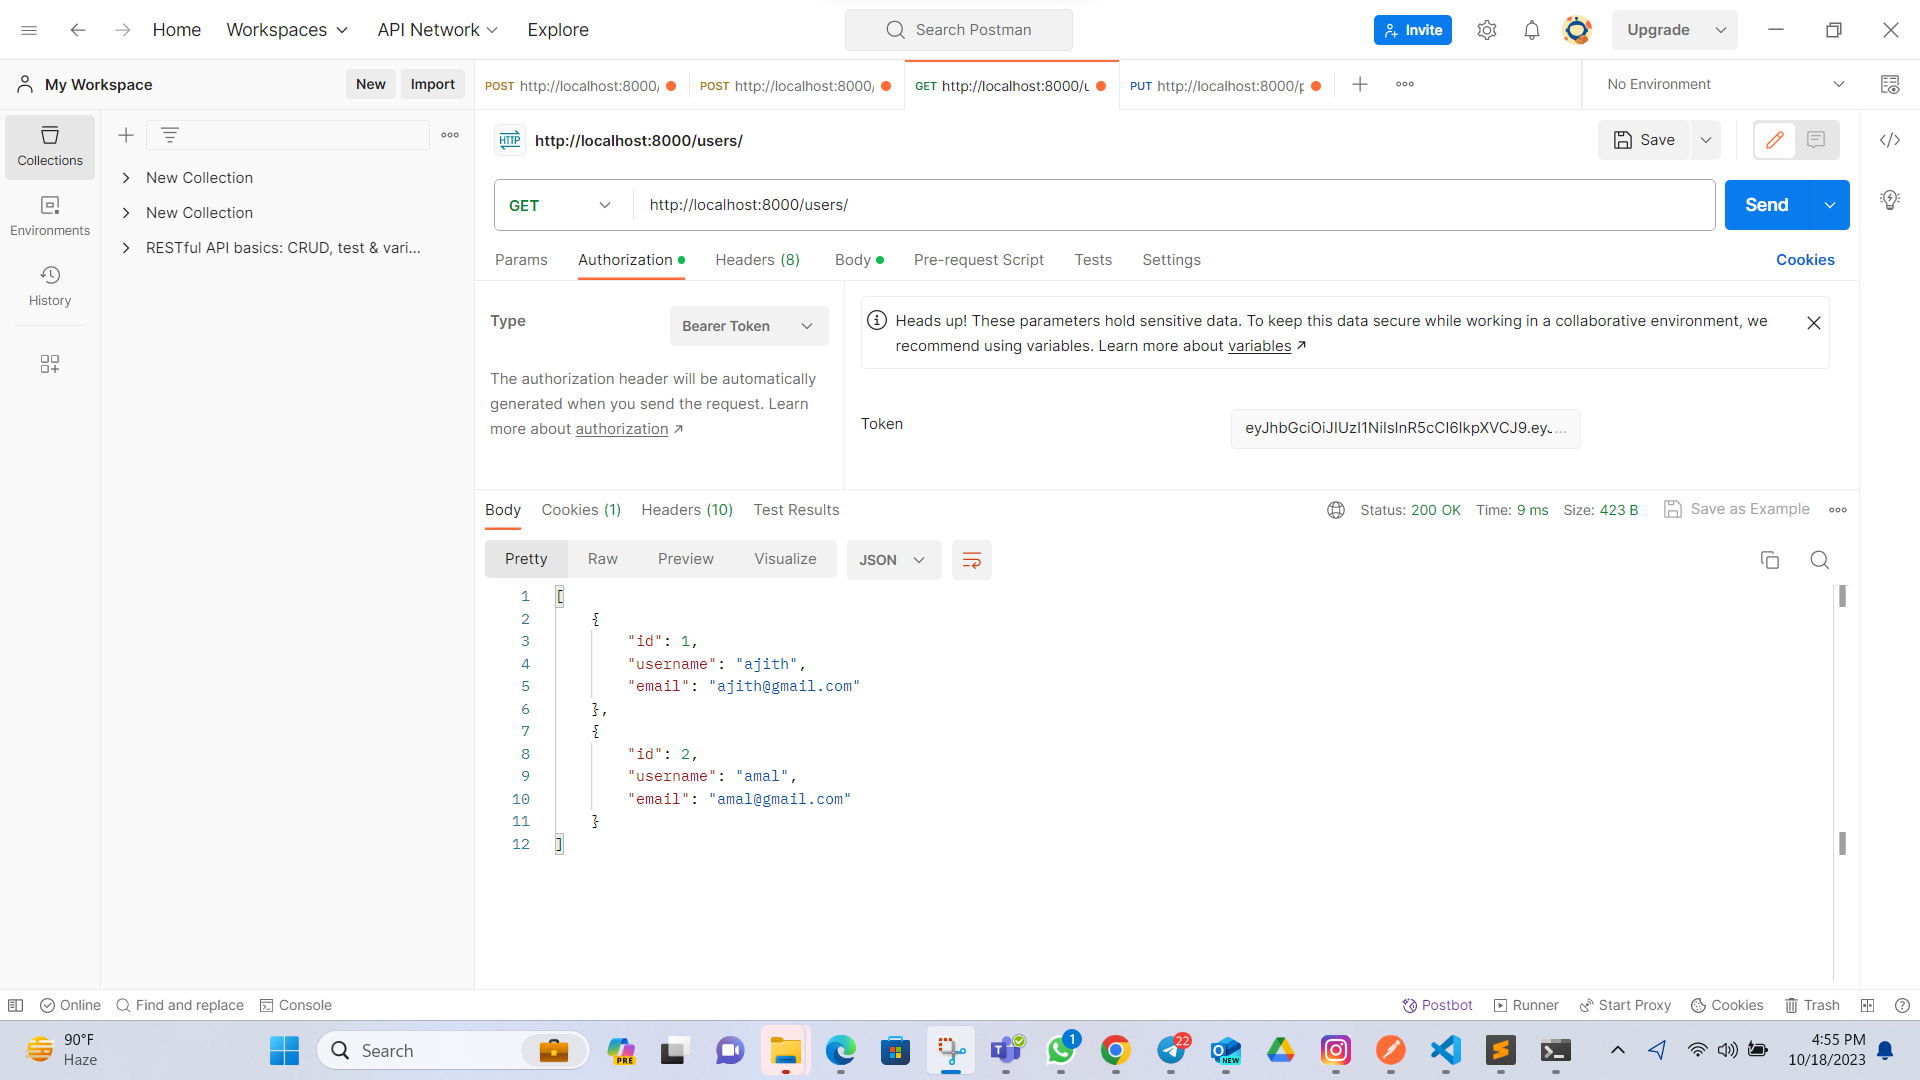 Home Workspaces API Network Explore Search Postman Invite Upgrade
My Workspace New Import POST http://localhost:8000/ POST http://localhost:8000/ GET http://localhost:8000/u PUT http://localhost:8000/p No Environment
Collections
Environments
History
New Collection
New Collection
RESTful API basics: CRUD, test & vari...
HTTP http://localhost:8000/users/ Save
GET http://localhost:8000/users/ Send
Params Authorization Headers (8) Body Pre-request Script Tests Settings Cookies
Type Bearer Token
The authorization header will be automatically
generated when you send the request. Learn
more about authorization ↗
Heads up! These parameters hold sensitive data. To keep this data secure while working in a collaborative environment, we
recommend using variables. Learn more about variables ↗
Token eyJhbGciOiJIUzI1NiIsInR5cCI6IkpXVCJ9.eyJ...
Body Cookies (1) Headers (10) Test Results Status: 200 OK Time: 9 ms Size: 423 B Save as Example
Pretty Raw Preview Visualize JSON
1 [
2 {
3 "id": 1,
4 "username": "ajith",
5 "email": "ajith@gmail.com"
6 },
7 {
8 "id": 2,
9 "username": "amal",
10 "email": "amal@gmail.com"
11 }
12 ]
Online Find and replace Console Postbot Runner Start Proxy Cookies Trash
90°F
Haze
Search
PRE
1
22
NEW
4:55 PM
10/18/2023